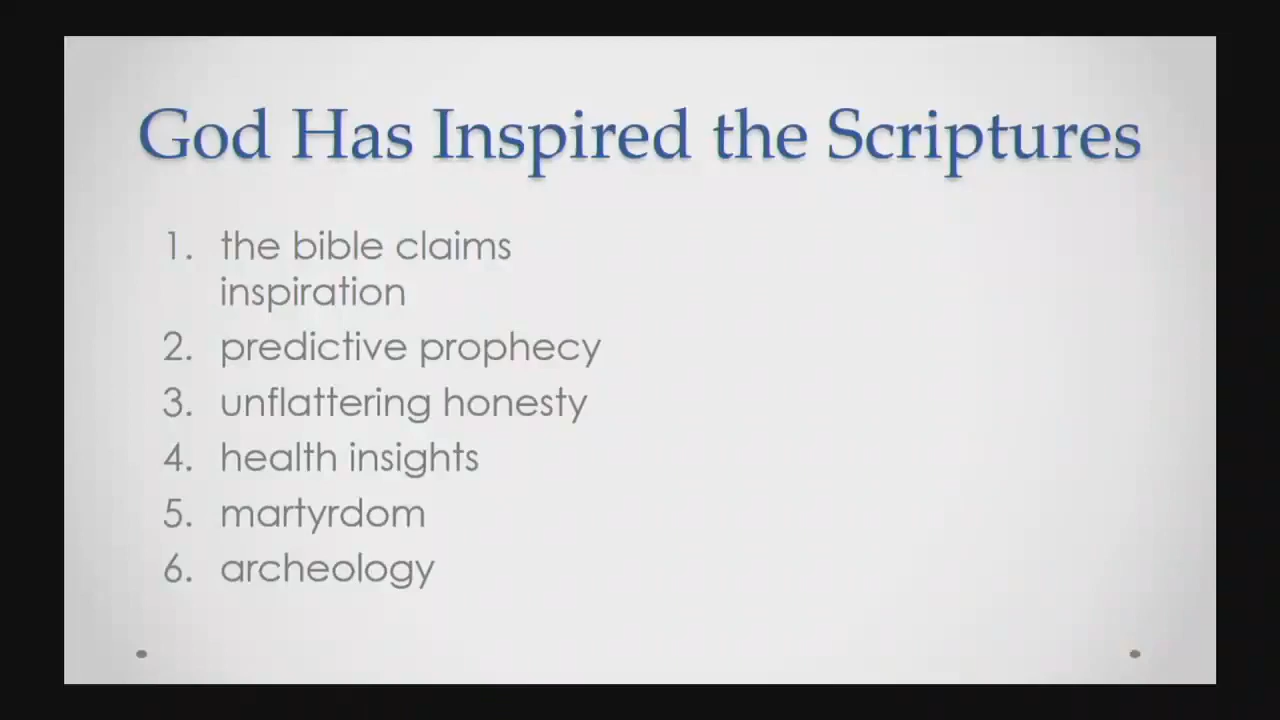 God Has Inspired the Scriptures
1. the bible claims
inspiration
2. predictive prophecy
3. unflattering honesty
4. health insights
5. martyrdom
6. archeology